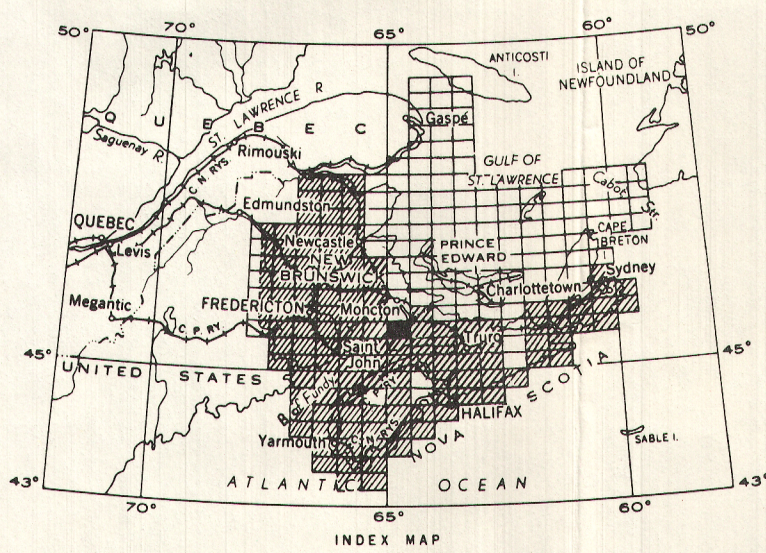 50° 70° 65° 60° 50°
ANTICOSTI
I.
ISLAND OF
NEWFOUNDLAND
QUEBEC
ST. LAWRENCE R
Saguenay R.
Gaspé
Rimouski
C.N.RYS.
GULF OF
ST. LAWRENCE
Cabot Str.
Edmundston
QUEBEC
Levis
Newcastle
NEW
BRUNSWICK
PRINCE
EDWARD
I
CAPE
BRETON
I
Sydney
Charlottetown
Megantic
FREDERICTON
Moncton
C.P.RY.
Truro
Saint
John
45° 45°
UNITED STATES
B. of Fundy
C.P.RY.
NOVA SCOTIA
HALIFAX
Yarmouth
C.N.RYS.
SABLE I.
ATLANTIC OCEAN
43° 43°
70° 65° 60°
INDEX MAP